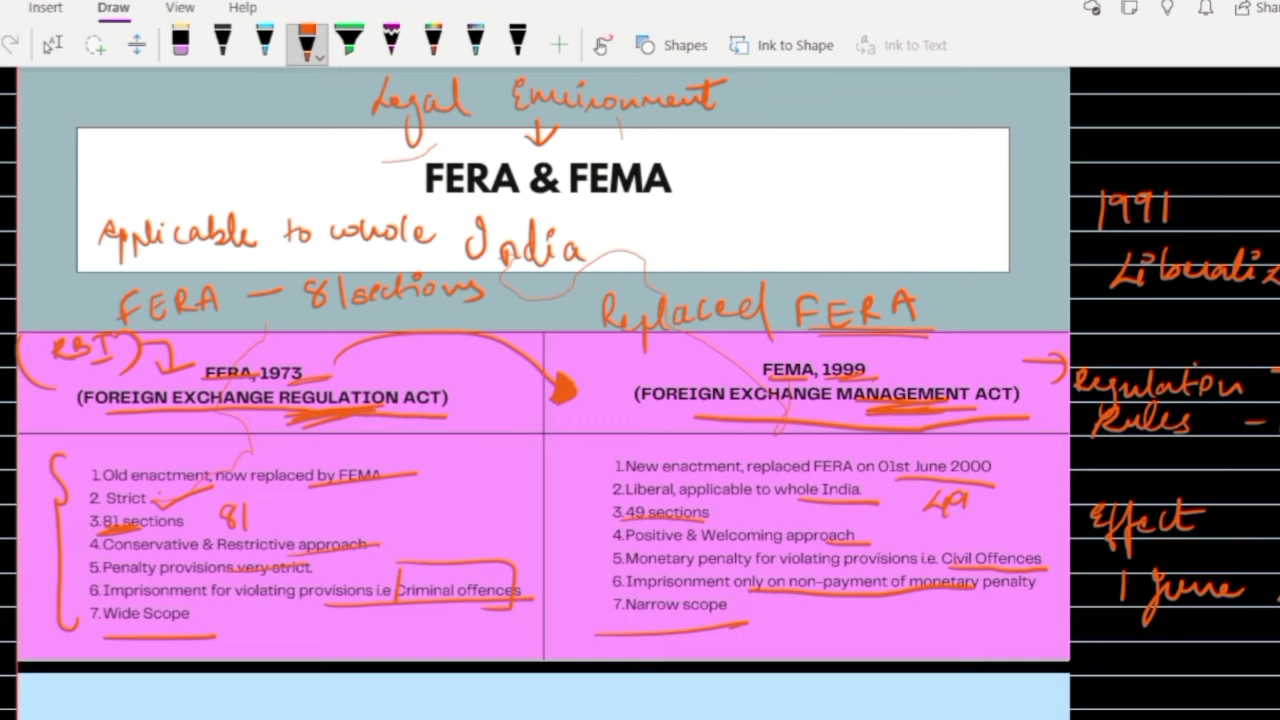 Insert Draw View Help Shar
Shapes Ink to Shape Ink to Text
Legal Environment
FERA & FEMA
Applicable to whole India
1991
Liberaliz
FERA - 81 sections
Replaced FERA
(RBI)
FERA, 1973
(FOREIGN EXCHANGE REGULATION ACT)
FEMA, 1999
(FOREIGN EXCHANGE MANAGEMENT ACT)
Regulation
Rules -
1.Old enactment, now replaced by FEMA
2. Strict
3.81 sections 81
4.Conservative & Restrictive approach
5.Penalty provisions very strict.
6.Imprisonment for violating provisions i.e Criminal offences
7.Wide Scope
1.New enactment, replaced FERA on 01st June 2000
2.Liberal, applicable to whole India.
3.49 sections 49
4.Positive & Welcoming approach
5.Monetary penalty for violating provisions i.e. Civil Offences
6.Imprisonment only on non-payment of monetary penalty
7.Narrow scope
Effect
1 June